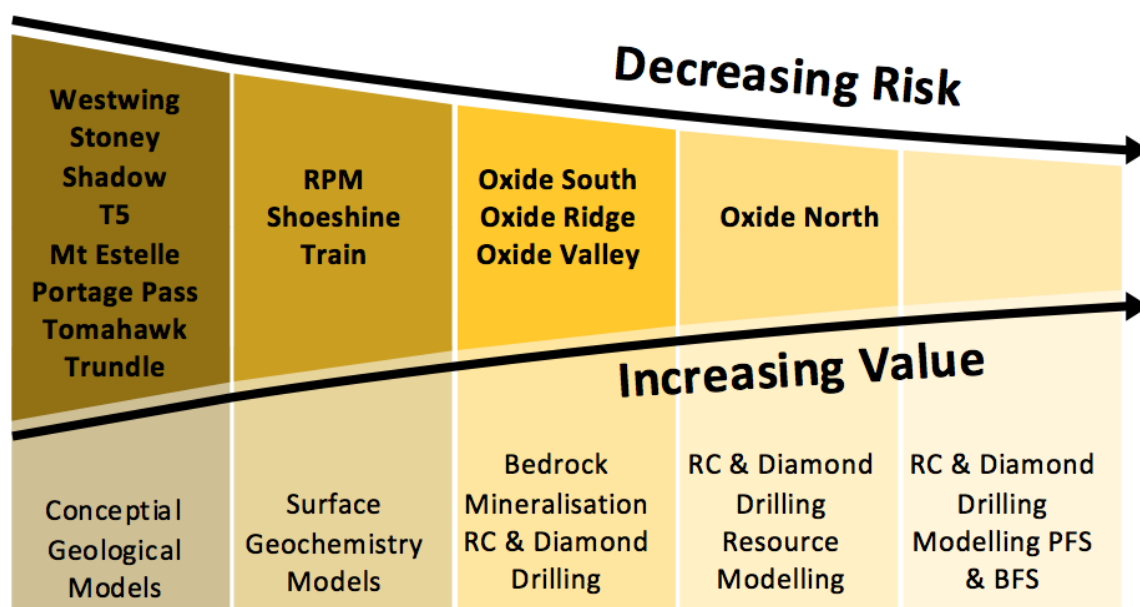 Decreasing Risk
Westwing
Stoney
Shadow
T5
Mt Estelle
Portage Pass
Tomahawk
Trundle
RPM
Shoeshine
Train
Oxide South
Oxide Ridge
Oxide Valley
Oxide North
Increasing Value
Conceptial
Geological
Models
Surface
Geochemistry
Models
Bedrock
Mineralisation
RC & Diamond
Drilling
RC & Diamond
Drilling
Resource
Modelling
RC & Diamond
Drilling
Modelling PFS
& BFS